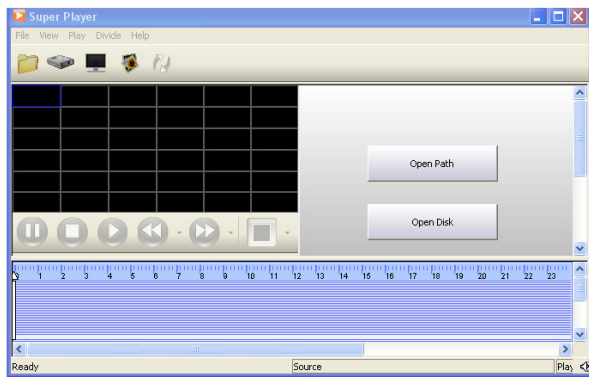 Super Player
File View Play Divide Help
Open Path
Open Disk
0 1 2 3 4 5 6 7 8 9 10 11 12 13 14 15 16 17 18 19 20 21 22 23
Ready Source Play